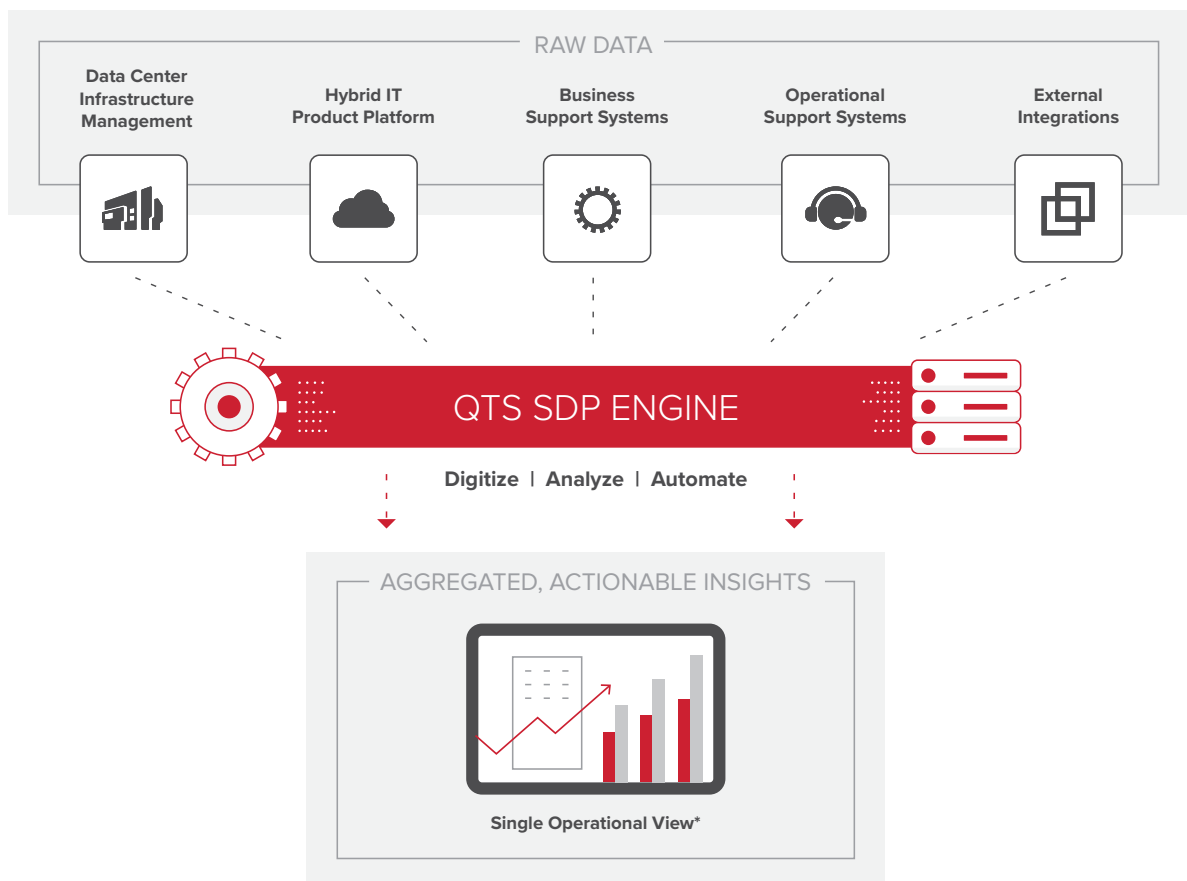 RAW DATA
Data Center
Infrastructure
Management
Hybrid IT
Product Platform
Business
Support Systems
Operational
Support Systems
External
Integrations
QTS SDP ENGINE
Digitize | Analyze | Automate
AGGREGATED, ACTIONABLE INSIGHTS
Single Operational View*